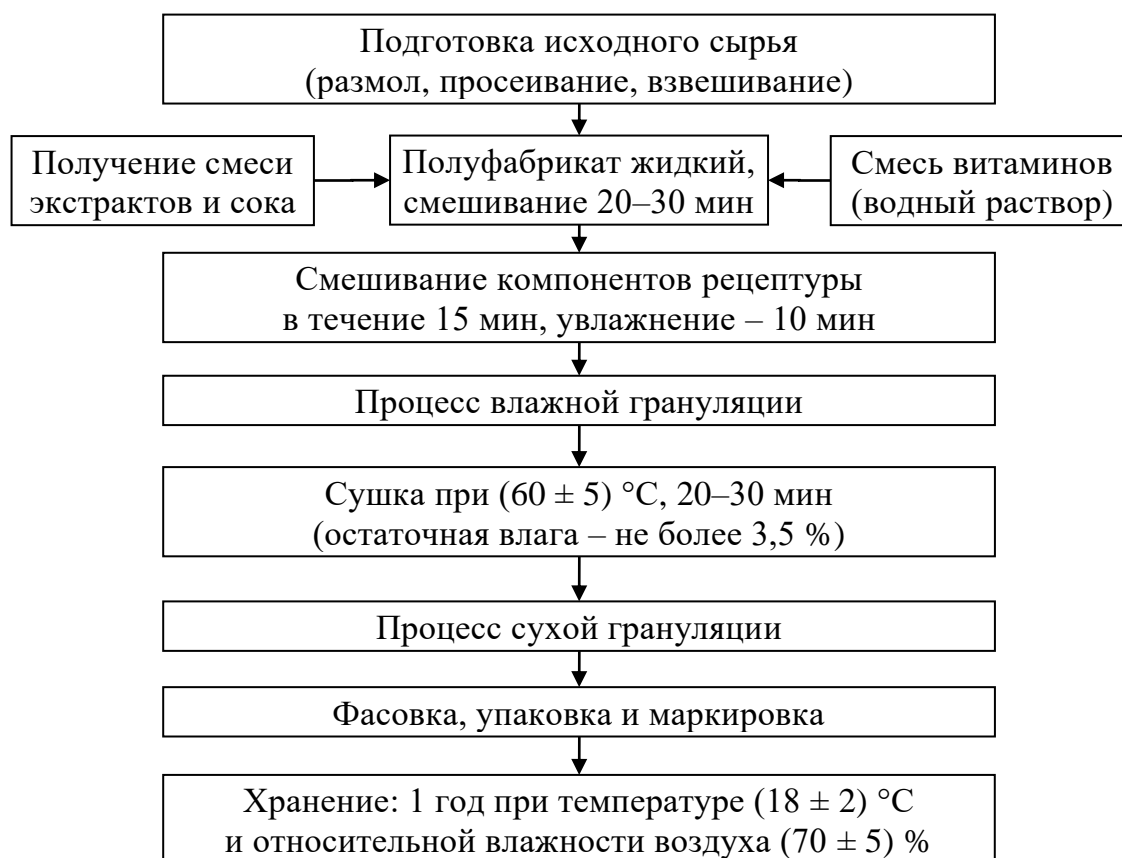 Подготовка исходного сырья
(размол, просеивание, взвешивание)
Получение смеси
экстрактов и сока
Полуфабрикат жидкий,
смешивание 20–30 мин
Смесь витаминов
(водный раствор)
Смешивание компонентов рецептуры
в течение 15 мин, увлажнение – 10 мин
Процесс влажной грануляции
Сушка при (60 ± 5) °С, 20–30 мин
(остаточная влага – не более 3,5 %)
Процесс сухой грануляции
Фасовка, упаковка и маркировка
Хранение: 1 год при температуре (18 ± 2) °С
и относительной влажности воздуха (70 ± 5) %